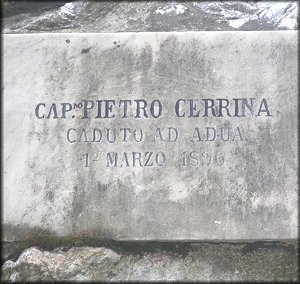 CAP.NO PIETRO CERRINA
CADUTO AD ADUA
1° MARZO 1896